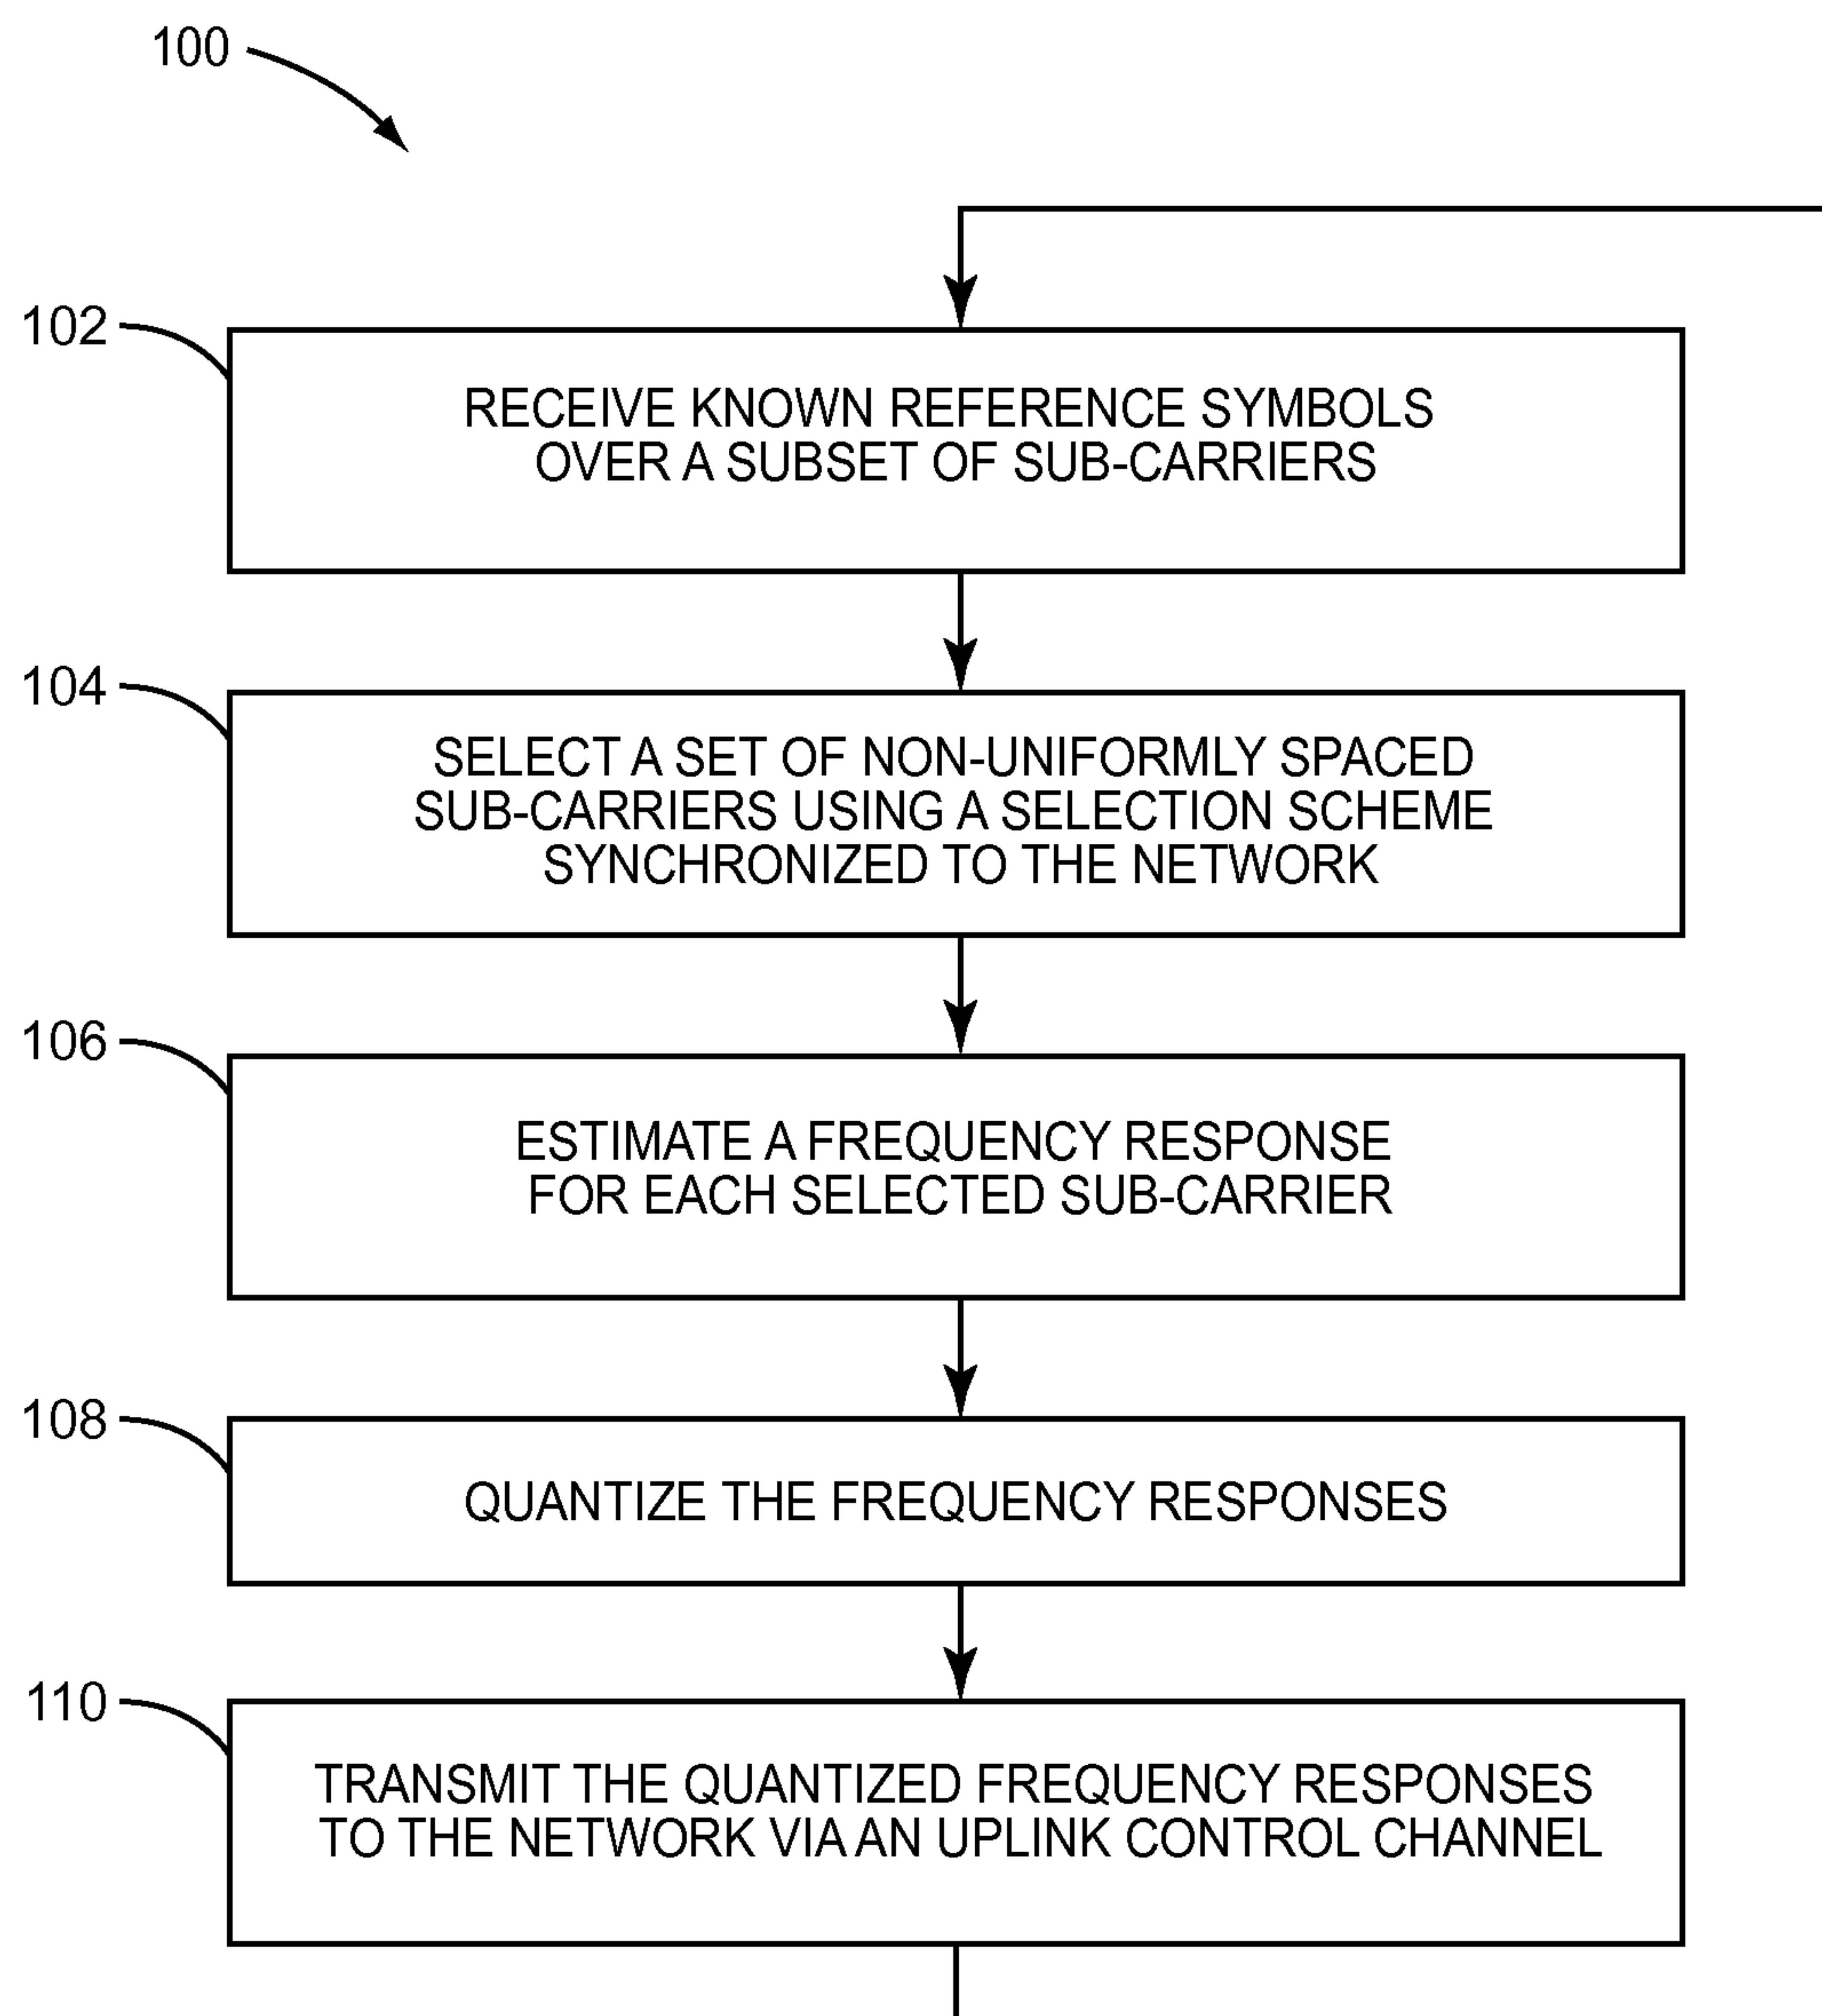 100
102
RECEIVE KNOWN REFERENCE SYMBOLS
OVER A SUBSET OF SUB-CARRIERS
104
SELECT A SET OF NON-UNIFORMLY SPACED
SUB-CARRIERS USING A SELECTION SCHEME
SYNCHRONIZED TO THE NETWORK
106
ESTIMATE A FREQUENCY RESPONSE
FOR EACH SELECTED SUB-CARRIER
108
QUANTIZE THE FREQUENCY RESPONSES
110
TRANSMIT THE QUANTIZED FREQUENCY RESPONSES
TO THE NETWORK VIA AN UPLINK CONTROL CHANNEL